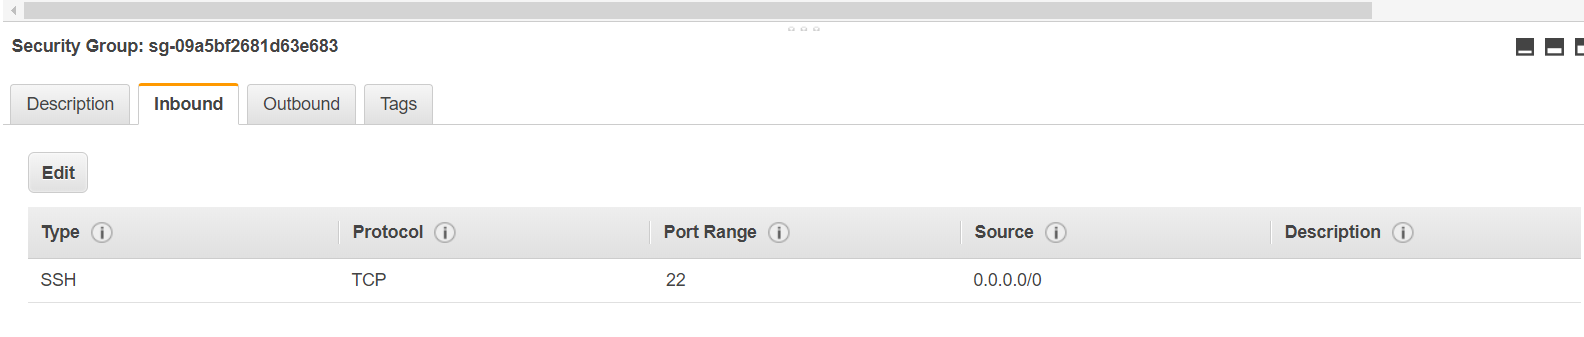 Security Group: sg-09a5bf2681d63e683
Description Inbound Outbound Tags
Edit
Type Protocol Port Range Source Description
SSH TCP 22 0.0.0.0/0